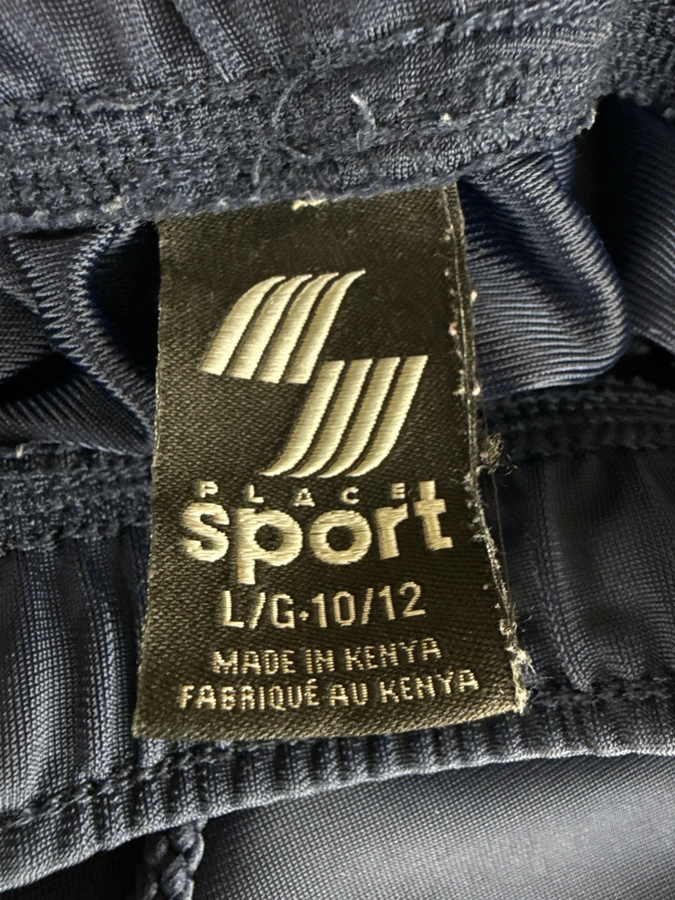 PLACE
Sport
L/G•10/12
MADE IN KENYA
FABRIQUÉ AU KENYA